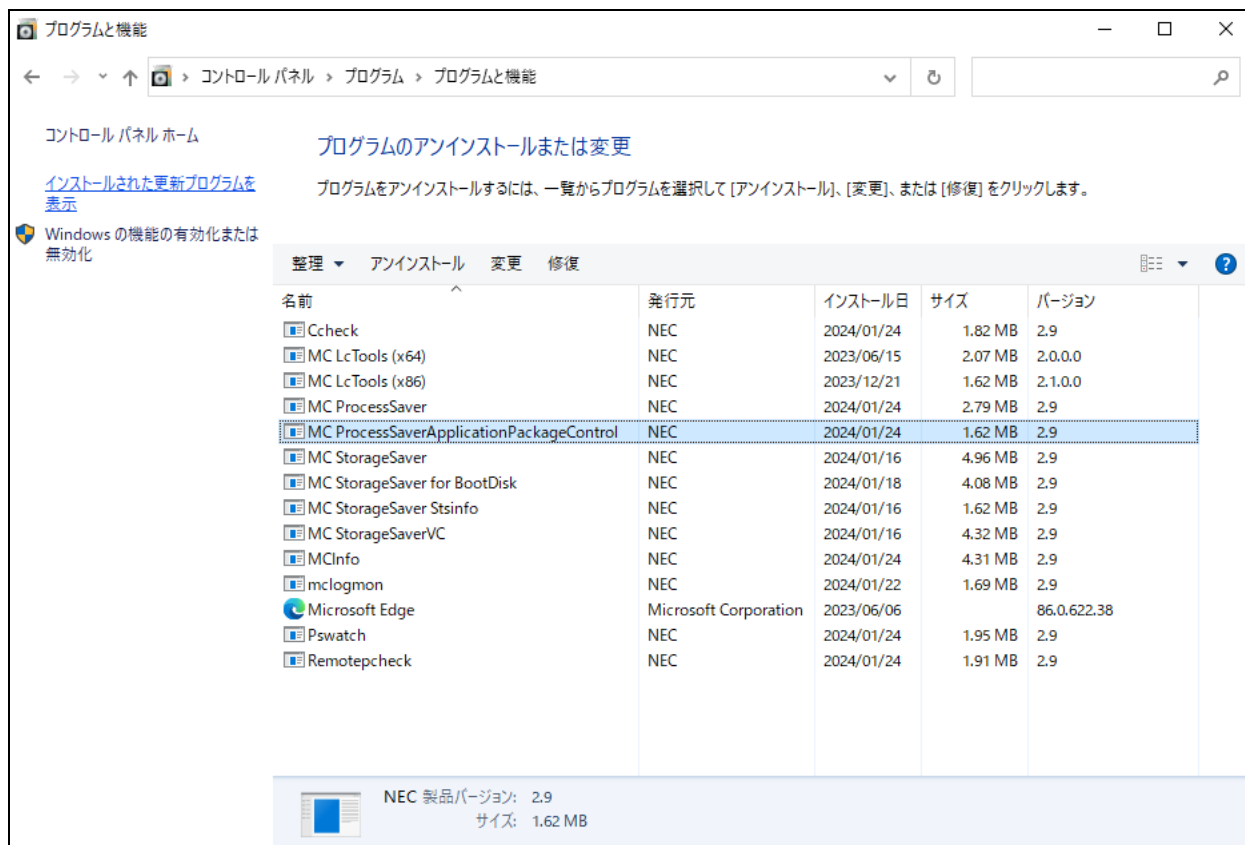 プログラムと機能
コントロール パネル › プログラム › プログラムと機能
コントロール パネル ホーム
インストールされた更新プログラムを
表示
Windows の機能の有効化または
無効化
プログラムのアンインストールまたは変更
プログラムをアンインストールするには、一覧からプログラムを選択して [アンインストール]、[変更]、または [修復] をクリックします。
整理 アンインストール 変更 修復
名前 発行元 インストール日 サイズ バージョン
Ccheck NEC 2024/01/24 1.82 MB 2.9
MC LcTools (x64) NEC 2023/06/15 2.07 MB 2.0.0.0
MC LcTools (x86) NEC 2023/12/21 1.62 MB 2.1.0.0
MC ProcessSaver NEC 2024/01/24 2.79 MB 2.9
MC ProcessSaverApplicationPackageControl NEC 2024/01/24 1.62 MB 2.9
MC StorageSaver NEC 2024/01/16 4.96 MB 2.9
MC StorageSaver for BootDisk NEC 2024/01/18 4.08 MB 2.9
MC StorageSaver Stsinfo NEC 2024/01/16 1.62 MB 2.9
MC StorageSaverVC NEC 2024/01/16 4.32 MB 2.9
MCInfo NEC 2024/01/24 4.31 MB 2.9
mclogmon NEC 2024/01/22 1.69 MB 2.9
Microsoft Edge Microsoft Corporation 2023/06/06 86.0.622.38
Pswatch NEC 2024/01/24 1.95 MB 2.9
Remotepcheck NEC 2024/01/24 1.91 MB 2.9
NEC 製品バージョン: 2.9
サイズ: 1.62 MB